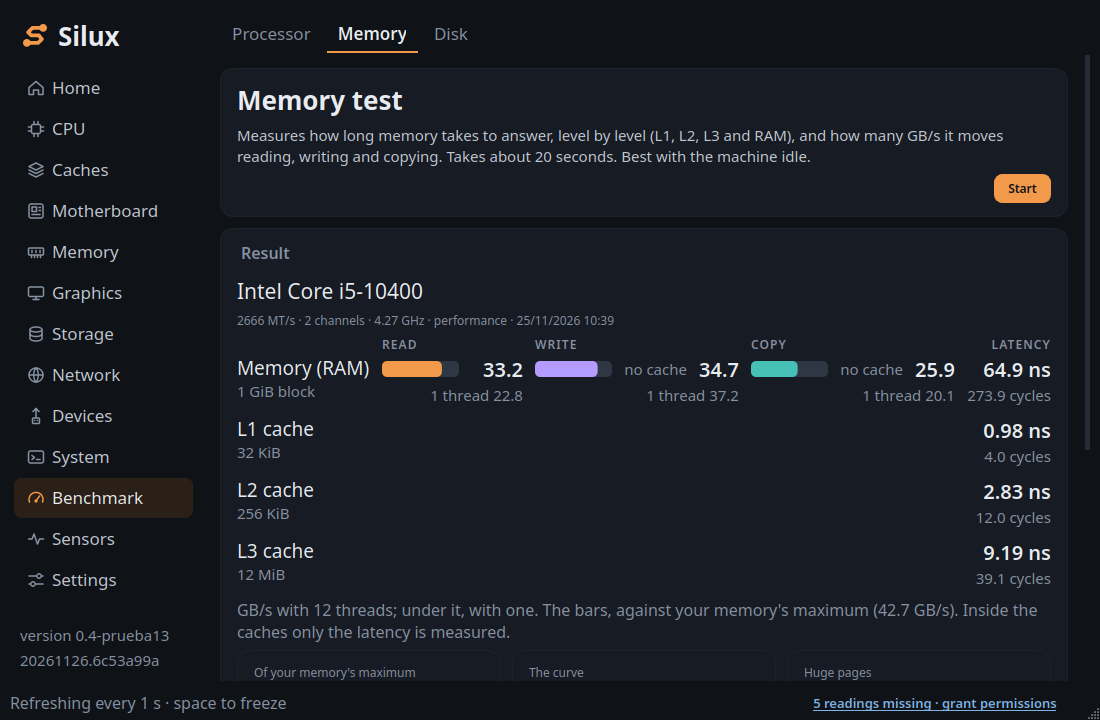 Silux
Home
CPU
Caches
Motherboard
Memory
Graphics
Storage
Network
Devices
System
Benchmark
Sensors
Settings
version 0.4-prueba13
20261126.6c53a99a
Processor Memory Disk
Memory test
Measures how long memory takes to answer, level by level (L1, L2, L3 and RAM), and how many GB/s it moves
reading, writing and copying. Takes about 20 seconds. Best with the machine idle.
Start
Result
Intel Core i5-10400
2666 MT/s · 2 channels · 4.27 GHz · performance · 25/11/2026 10:39
READ WRITE COPY LATENCY
Memory (RAM) 33.2 no cache 34.7 no cache 25.9 64.9 ns
1 GiB block 1 thread 22.8 1 thread 37.2 1 thread 20.1 273.9 cycles
L1 cache 0.98 ns
32 KiB 4.0 cycles
L2 cache 2.83 ns
256 KiB 12.0 cycles
L3 cache 9.19 ns
12 MiB 39.1 cycles
GB/s with 12 threads; under it, with one. The bars, against your memory's maximum (42.7 GB/s). Inside the
caches only the latency is measured.
Of your memory's maximum The curve Huge pages
Refreshing every 1 s · space to freeze 5 readings missing · grant permissions